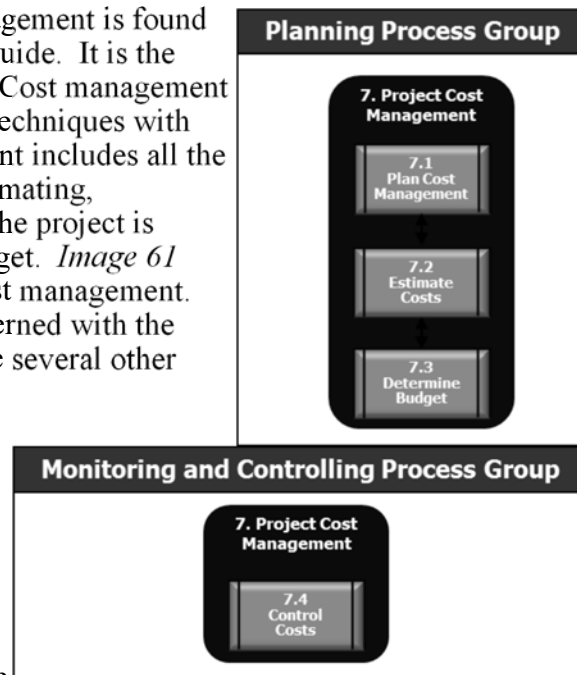 gement is found
uide. It is the
Cost management
echniques with
nt includes all the
mating,
he project is
get. Image 61
st management.
erned with the
e several other
Planning Process Group
7. Project Cost
Management
7.1
Plan Cost
Management
7.2
Estimate
Costs
7.3
Determine
Budget
Monitoring and Controlling Process Group
7. Project Cost
Management
7.4
Control
Costs